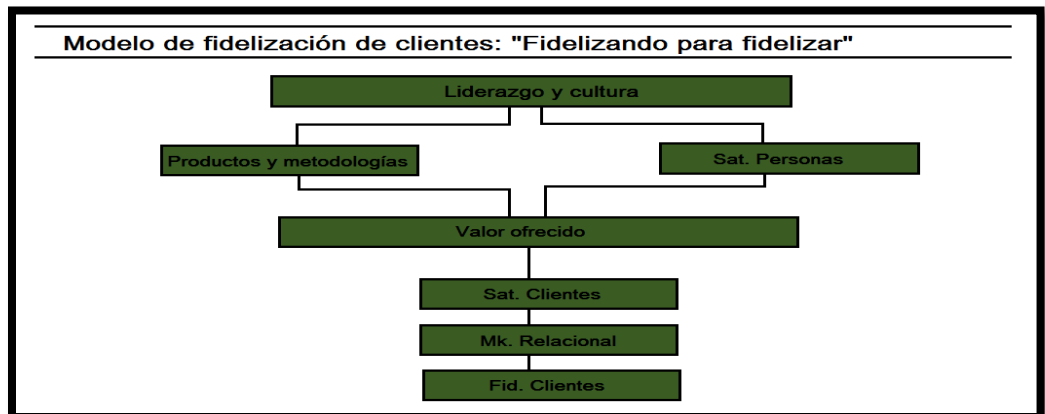 Modelo de fidelización de clientes: "Fidelizando para fidelizar"
Liderazgo y cultura
Productos y metodologías
Sat. Personas
Valor ofrecido
Sat. Clientes
Mk. Relacional
Fid. Clientes